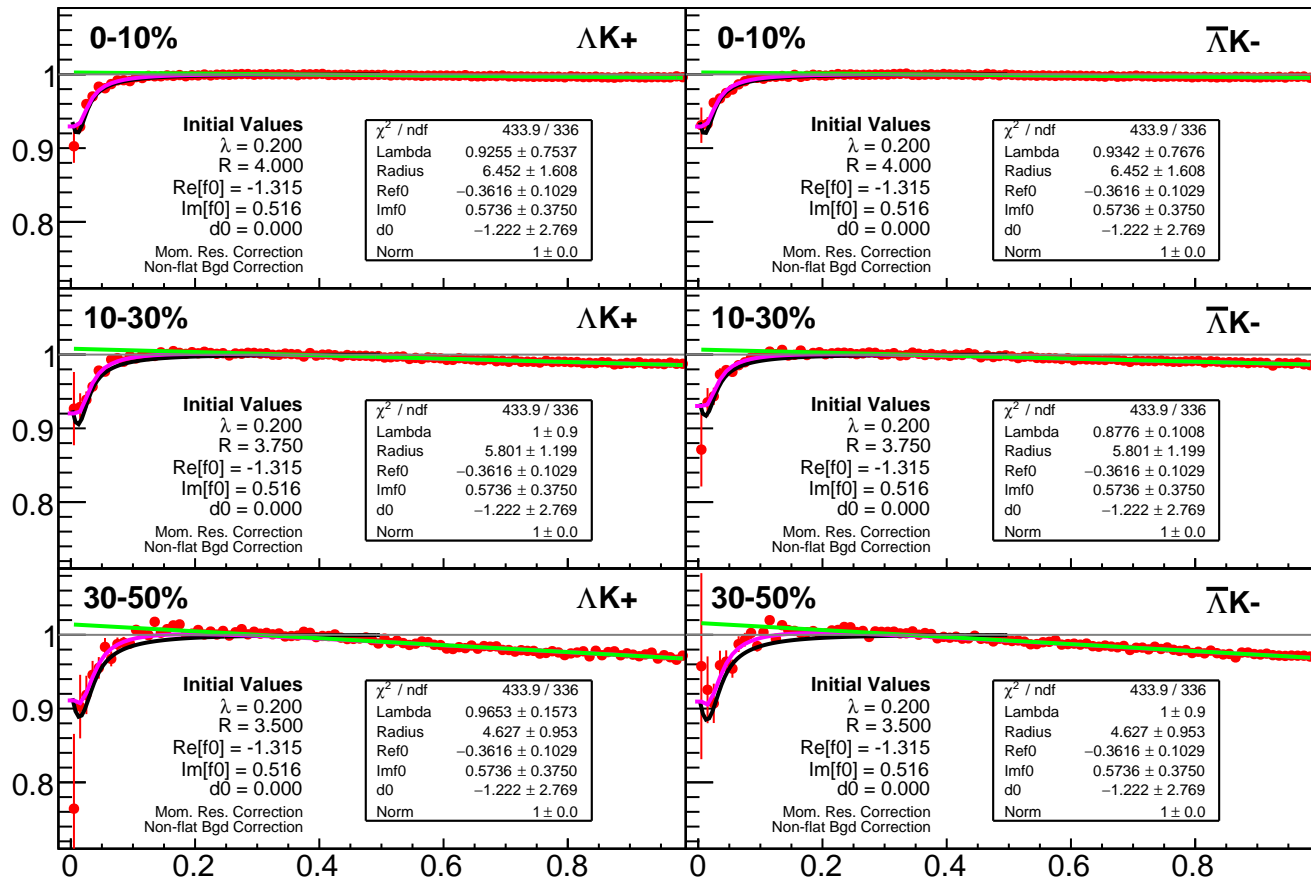 0-10%
ΛK+
1
0.9
0.8
Initial Values
λ = 0.200
R = 4.000
Re[f0] = -1.315
Im[f0] = 0.516
d0 = 0.000
Mom. Res. Correction
Non-flat Bgd Correction
χ² / ndf 433.9 / 336
Lambda 0.9255 ± 0.7537
Radius 6.452 ± 1.608
Ref0 −0.3616 ± 0.1029
Imf0 0.5736 ± 0.3750
d0 −1.222 ± 2.769
Norm 1 ± 0.0
0-10%
Λ̅K-
Initial Values
λ = 0.200
R = 4.000
Re[f0] = -1.315
Im[f0] = 0.516
d0 = 0.000
Mom. Res. Correction
Non-flat Bgd Correction
χ² / ndf 433.9 / 336
Lambda 0.9342 ± 0.7676
Radius 6.452 ± 1.608
Ref0 −0.3616 ± 0.1029
Imf0 0.5736 ± 0.3750
d0 −1.222 ± 2.769
Norm 1 ± 0.0
10-30%
ΛK+
1
0.9
0.8
Initial Values
λ = 0.200
R = 3.750
Re[f0] = -1.315
Im[f0] = 0.516
d0 = 0.000
Mom. Res. Correction
Non-flat Bgd Correction
χ² / ndf 433.9 / 336
Lambda 1 ± 0.9
Radius 5.801 ± 1.199
Ref0 −0.3616 ± 0.1029
Imf0 0.5736 ± 0.3750
d0 −1.222 ± 2.769
Norm 1 ± 0.0
10-30%
Λ̅K-
Initial Values
λ = 0.200
R = 3.750
Re[f0] = -1.315
Im[f0] = 0.516
d0 = 0.000
Mom. Res. Correction
Non-flat Bgd Correction
χ² / ndf 433.9 / 336
Lambda 0.8776 ± 0.1008
Radius 5.801 ± 1.199
Ref0 −0.3616 ± 0.1029
Imf0 0.5736 ± 0.3750
d0 −1.222 ± 2.769
Norm 1 ± 0.0
30-50%
ΛK+
1
0.9
0.8
Initial Values
λ = 0.200
R = 3.500
Re[f0] = -1.315
Im[f0] = 0.516
d0 = 0.000
Mom. Res. Correction
Non-flat Bgd Correction
χ² / ndf 433.9 / 336
Lambda 0.9653 ± 0.1573
Radius 4.627 ± 0.953
Ref0 −0.3616 ± 0.1029
Imf0 0.5736 ± 0.3750
d0 −1.222 ± 2.769
Norm 1 ± 0.0
30-50%
Λ̅K-
Initial Values
λ = 0.200
R = 3.500
Re[f0] = -1.315
Im[f0] = 0.516
d0 = 0.000
Mom. Res. Correction
Non-flat Bgd Correction
χ² / ndf 433.9 / 336
Lambda 1 ± 0.9
Radius 4.627 ± 0.953
Ref0 −0.3616 ± 0.1029
Imf0 0.5736 ± 0.3750
d0 −1.222 ± 2.769
Norm 1 ± 0.0
0 0.2 0.4 0.6 0.8
0 0.2 0.4 0.6 0.8